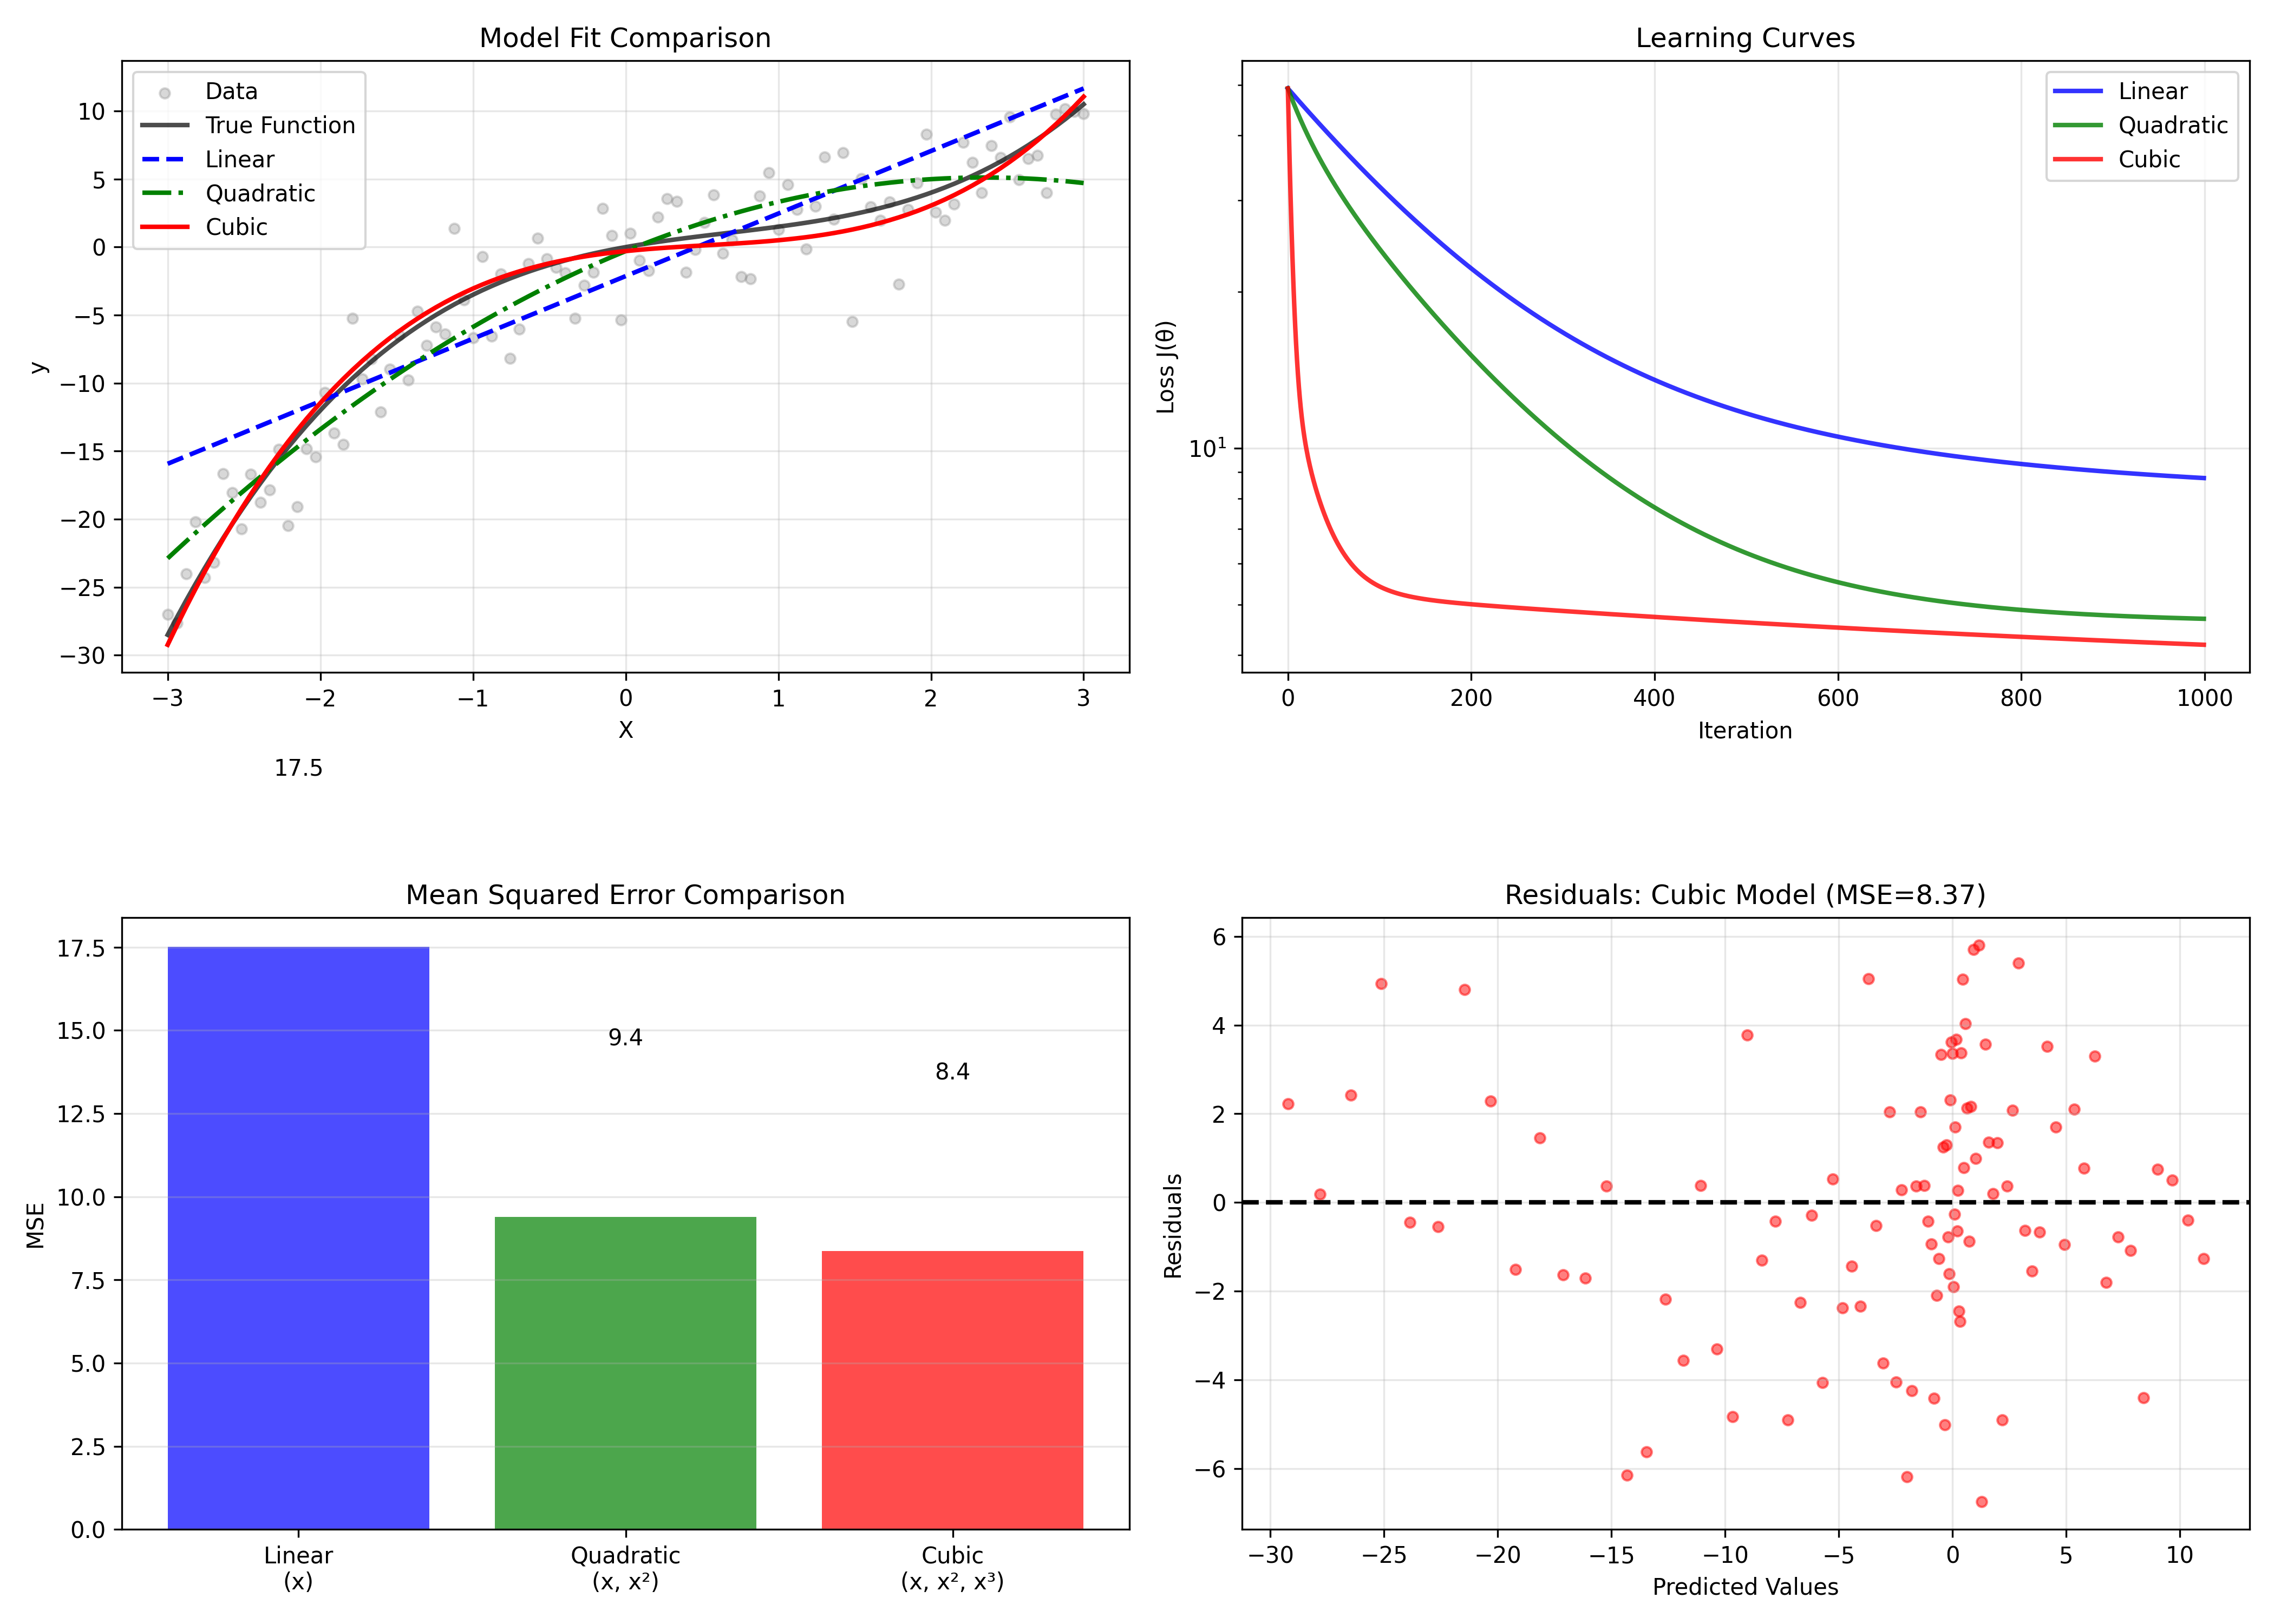 Model Fit Comparison
Data
True Function
Linear
Quadratic
Cubic
10
5
0
−5
−10
−15
−20
−25
−30
y
−3
−2
−1
0
1
2
3
X
Learning Curves
Linear
Quadratic
Cubic
10¹
Loss J(θ)
0
200
400
600
800
1000
Iteration
17.5
Mean Squared Error Comparison
9.4
8.4
17.5
15.0
12.5
10.0
7.5
5.0
2.5
0.0
MSE
Linear
(x)
Quadratic
(x, x²)
Cubic
(x, x², x³)
Residuals: Cubic Model (MSE=8.37)
6
4
2
0
−2
−4
−6
Residuals
−30
−25
−20
−15
−10
−5
0
5
10
Predicted Values